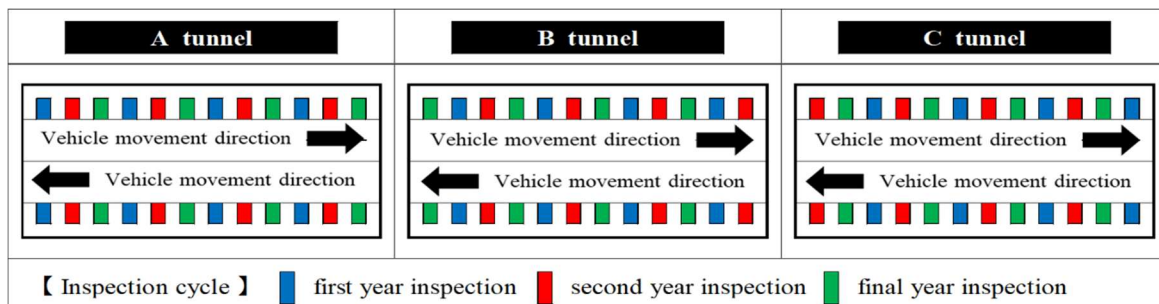 A tunnel
B tunnel
C tunnel
Vehicle movement direction
Vehicle movement direction
Vehicle movement direction
Vehicle movement direction
Vehicle movement direction
Vehicle movement direction
【 Inspection cycle 】 first year inspection second year inspection final year inspection